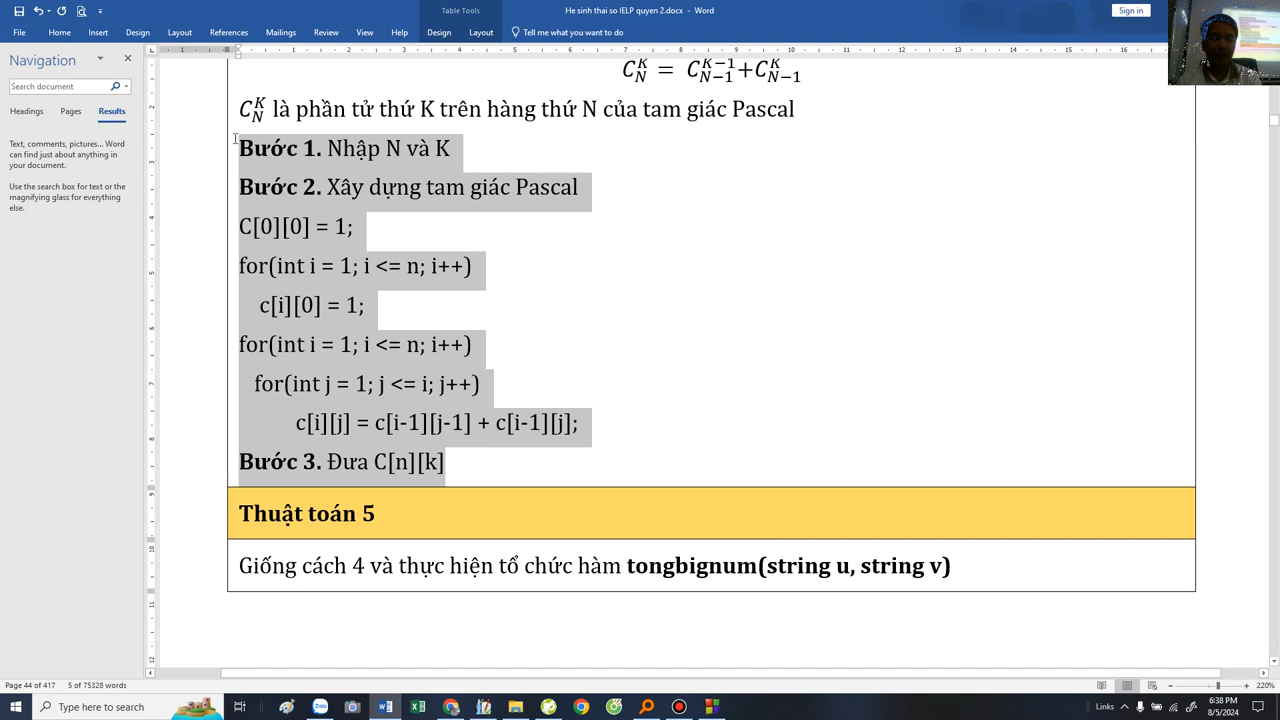 Table Tools
He sinh thai so IELP quyen 2.docx - Word
Sign in
File Home Insert Design Layout References Mailings Review View Help Design Layout Tell me what you want to do
Navigation
Search document
Headings Pages Results
Text, comments, pictures... Word
can find just about anything in
your document.
Use the search box for text or the
magnifying glass for everything
else.
C_N^K = C_{N-1}^{K-1}+C_{N-1}^K
C_N^K là phần tử thứ K trên hàng thứ N của tam giác Pascal
Bước 1. Nhập N và K
Bước 2. Xây dựng tam giác Pascal
C[0][0] = 1;
for(int i = 1; i <= n; i++)
c[i][0] = 1;
for(int i = 1; i <= n; i++)
for(int j = 1; j <= i; j++)
c[i][j] = c[i-1][j-1] + c[i-1][j];
Bước 3. Đưa C[n][k]
Thuật toán 5
Giống cách 4 và thực hiện tổ chức hàm tongbignum(string u, string v)
Page 44 of 417 5 of 75328 words
220%
Type here to search
Zalo
6:38 PM
8/5/2024